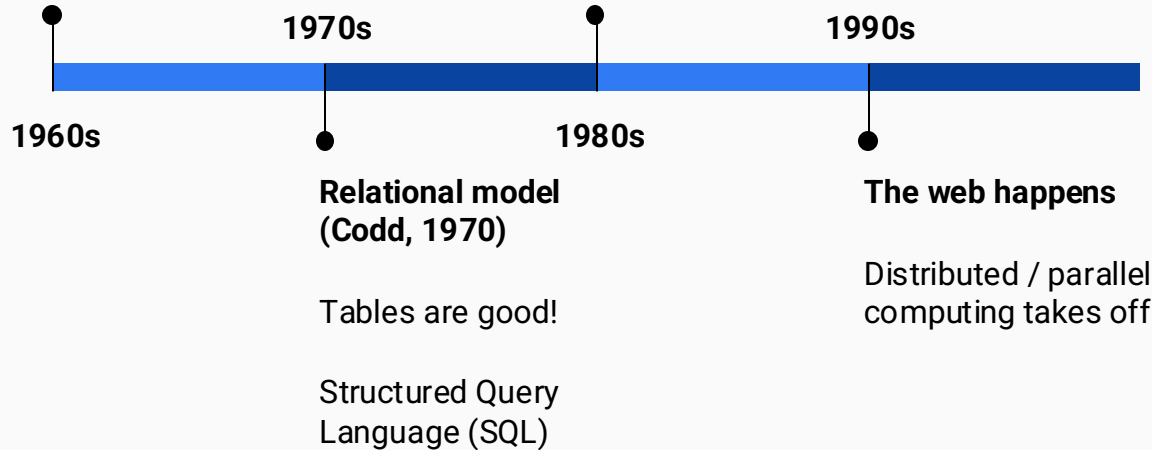 1970s
1990s
1960s
1980s
Relational model
(Codd, 1970)
Tables are good!
Structured Query
Language (SQL)
The web happens
Distributed / parallel
computing takes off